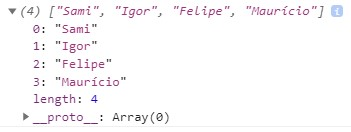 ▼ (4) ["Sami", "Igor", "Felipe", "Maurício"] i
0: "Sami"
1: "Igor"
2: "Felipe"
3: "Maurício"
length: 4
▶ __proto__: Array(0)